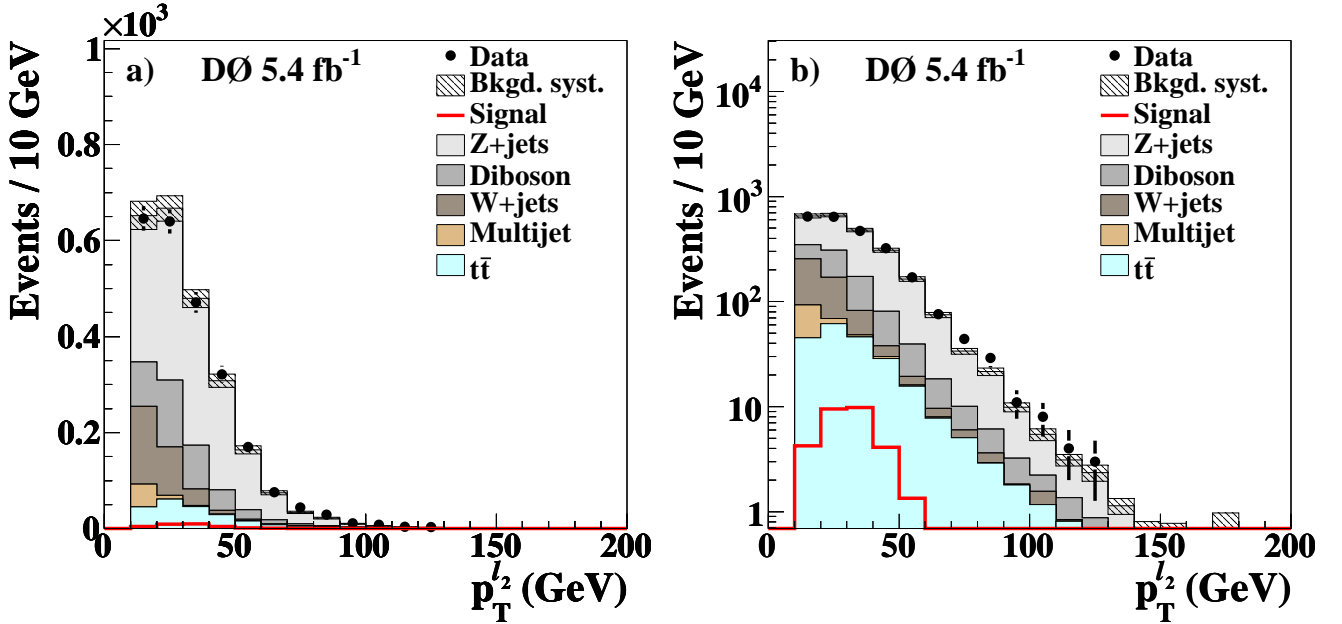 ×10³
a) DØ 5.4 fb⁻¹
Data
Bkgd. syst.
Signal
Z+jets
Diboson
W+jets
Multijet
tt̄
Events / 10 GeV
1
0.8
0.6
0.4
0.2
0
0 50 100 150 200
p_T^{l₂} (GeV)
b) DØ 5.4 fb⁻¹
Data
Bkgd. syst.
Signal
Z+jets
Diboson
W+jets
Multijet
tt̄
Events / 10 GeV
10⁴
10³
10²
10
1
0 50 100 150 200
p_T^{l₂} (GeV)